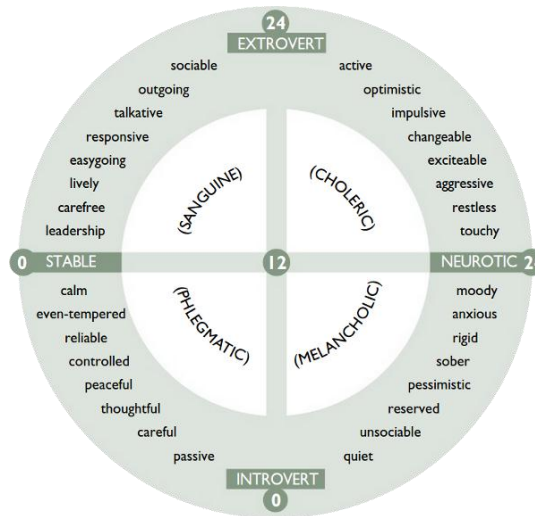 24
EXTROVERT
sociable
active
outgoing
optimistic
talkative
impulsive
responsive
changeable
easygoing
exciteable
lively
aggressive
carefree
restless
leadership
touchy
(SANGUINE)
(CHOLERIC)
0 STABLE
12
NEUROTIC 2
calm
moody
even-tempered
anxious
reliable
rigid
controlled
sober
peaceful
pessimistic
thoughtful
reserved
careful
unsociable
passive
quiet
(PHLEGMATIC)
(MELANCHOLIC)
INTROVERT
0